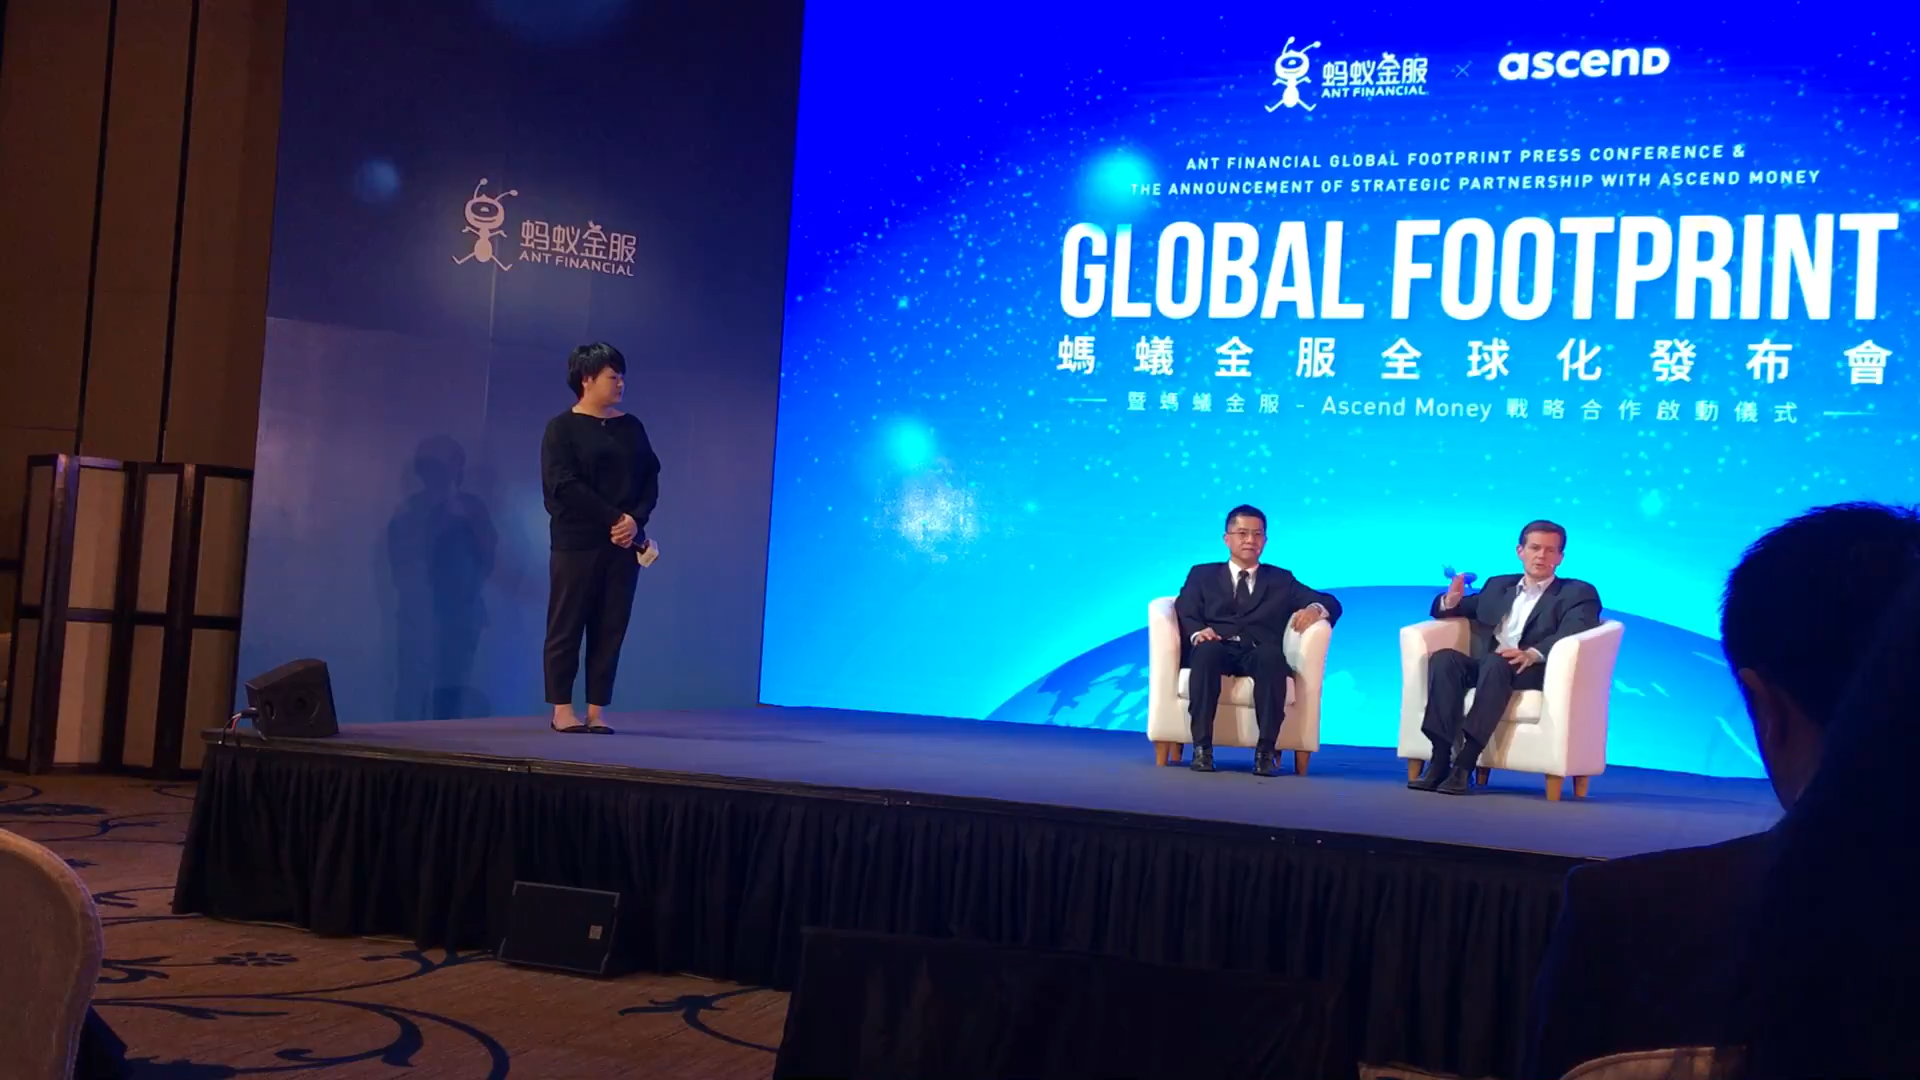 蚂蚁金服
ANT FINANCIAL
蚂蚁金服
ANT FINANCIAL
×
ascend
ANT FINANCIAL GLOBAL FOOTPRINT PRESS CONFERENCE &
THE ANNOUNCEMENT OF STRATEGIC PARTNERSHIP WITH ASCEND MONEY
GLOBAL FOOTPRINT
螞蟻金服全球化發布會
暨螞蟻金服 - Ascend Money 戰略合作啟動儀式